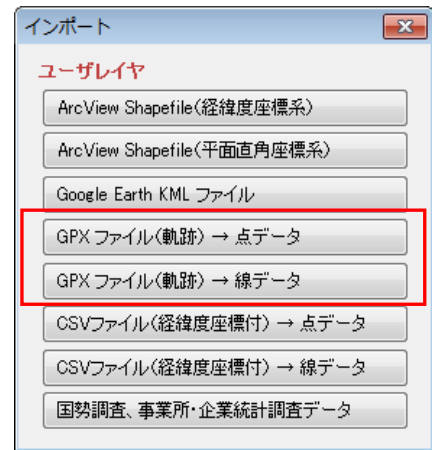 インポート
ユーザレイヤ
ArcView Shapefile(経緯度座標系)
ArcView Shapefile(平面直角座標系)
Google Earth KML ファイル
GPX ファイル(軌跡) → 点データ
GPX ファイル(軌跡) → 線データ
CSVファイル(経緯度座標付) → 点データ
CSVファイル(経緯度座標付) → 線データ
国勢調査、事業所・企業統計調査データ